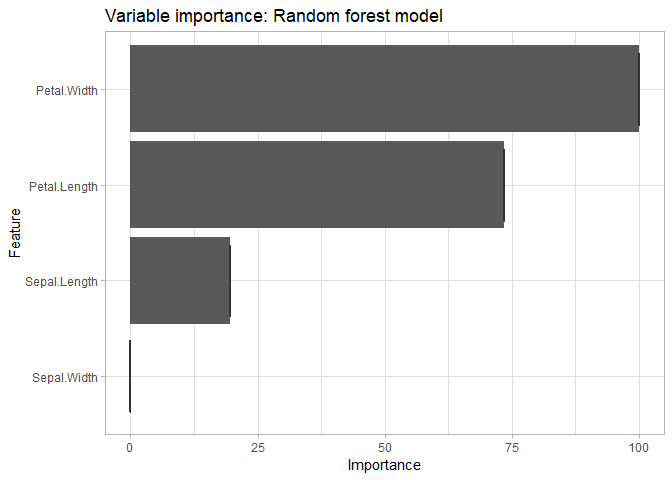 Variable importance: Random forest model
Petal.Width
Petal.Length
Sepal.Length
Sepal.Width
Feature
0 25 50 75 100
Importance